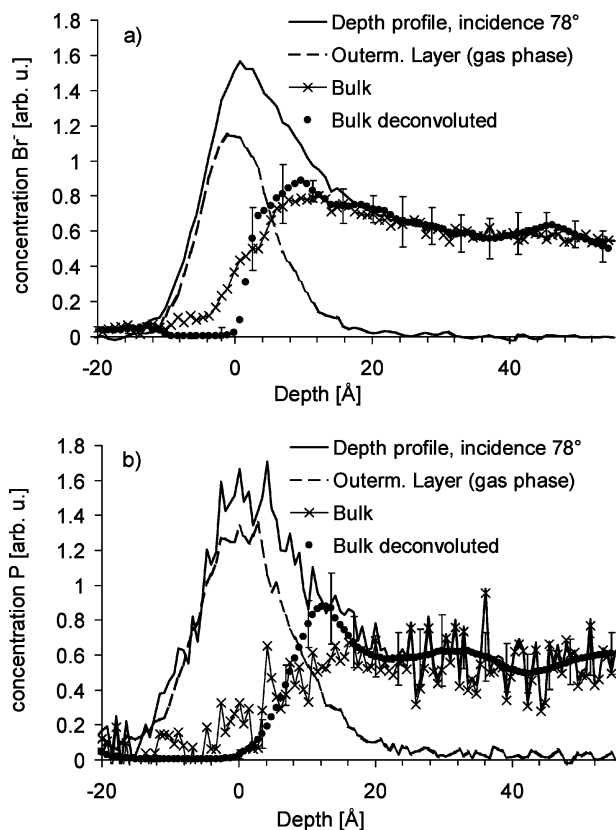 a)
Depth profile, incidence 78°
Outerm. Layer (gas phase)
Bulk
Bulk deconvoluted
concentration Br⁻ [arb. u.]
1.8
1.6
1.4
1.2
1
0.8
0.6
0.4
0.2
0
-20 0 20 40
Depth [Å]
b)
Depth profile, incidence 78°
Outerm. Layer (gas phase)
Bulk
Bulk deconvoluted
concentration P [arb. u.]
1.8
1.6
1.4
1.2
1
0.8
0.6
0.4
0.2
0
-20 0 20 40
Depth [Å]